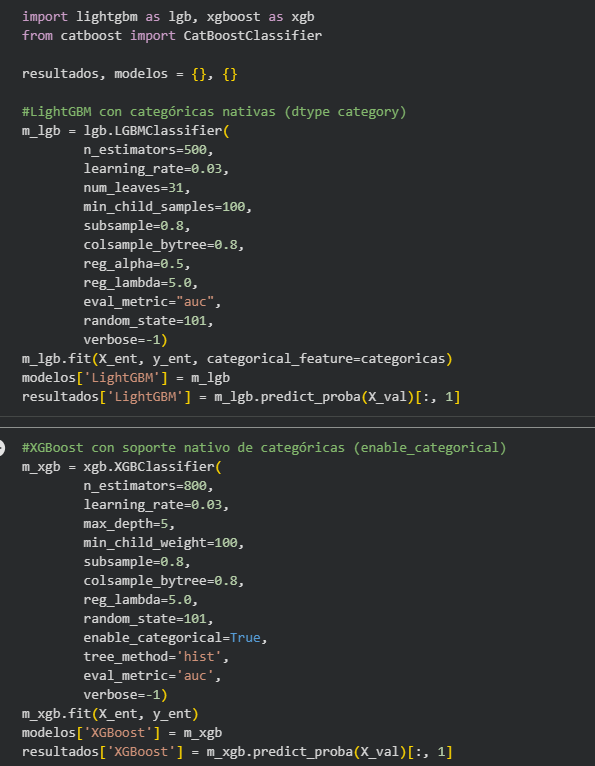 import lightgbm as lgb, xgboost as xgb
from catboost import CatBoostClassifier
resultados, modelos = {}, {}
#LightGBM con categóricas nativas (dtype category)
m_lgb = lgb.LGBMClassifier(
n_estimators=500,
learning_rate=0.03,
num_leaves=31,
min_child_samples=100,
subsample=0.8,
colsample_bytree=0.8,
reg_alpha=0.5,
reg_lambda=5.0,
eval_metric="auc",
random_state=101,
verbose=-1)
m_lgb.fit(X_ent, y_ent, categorical_feature=categoricas)
modelos['LightGBM'] = m_lgb
resultados['LightGBM'] = m_lgb.predict_proba(X_val)[:, 1]
#XGBoost con soporte nativo de categóricas (enable_categorical)
m_xgb = xgb.XGBClassifier(
n_estimators=800,
learning_rate=0.03,
max_depth=5,
min_child_weight=100,
subsample=0.8,
colsample_bytree=0.8,
reg_lambda=5.0,
random_state=101,
enable_categorical=True,
tree_method='hist',
eval_metric='auc',
verbose=-1)
m_xgb.fit(X_ent, y_ent)
modelos['XGBoost'] = m_xgb
resultados['XGBoost'] = m_xgb.predict_proba(X_val)[:, 1]